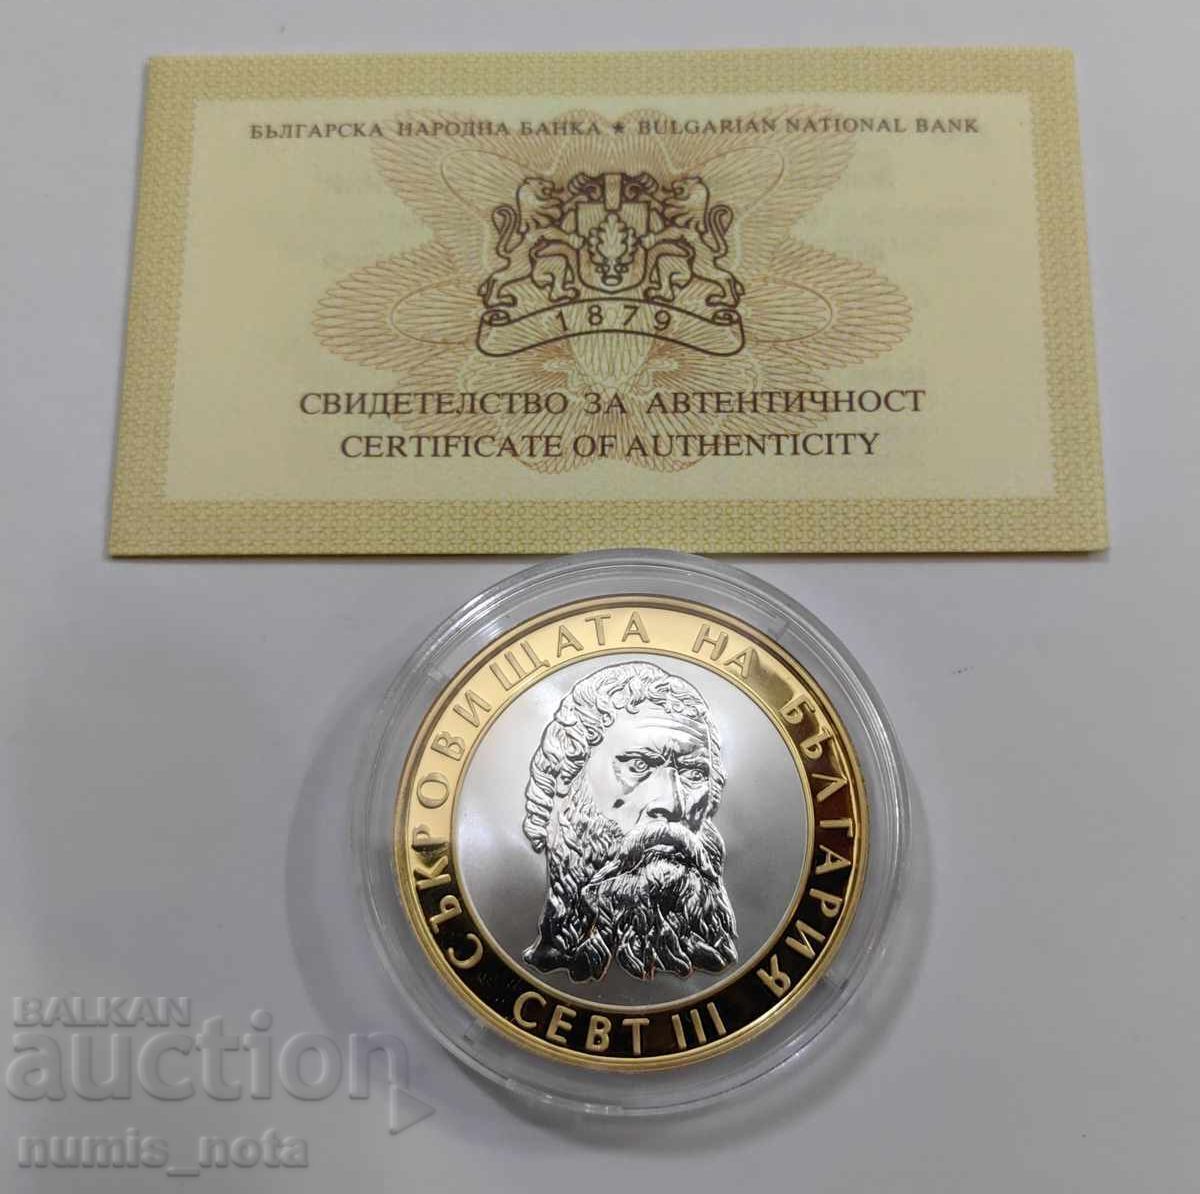 БЪЛГАРСКА НАРОДНА БАНКА ★ BULGARIAN NATIONAL BANK
1879
СВИДЕТЕЛСТВО ЗА АВТЕНТИЧНОСТ
CERTIFICATE OF AUTHENTICITY
СЪКРОВИЩАТА НА БЪЛГАРИЯ
СЕВТ III
BALKAN
auction
numis_nota